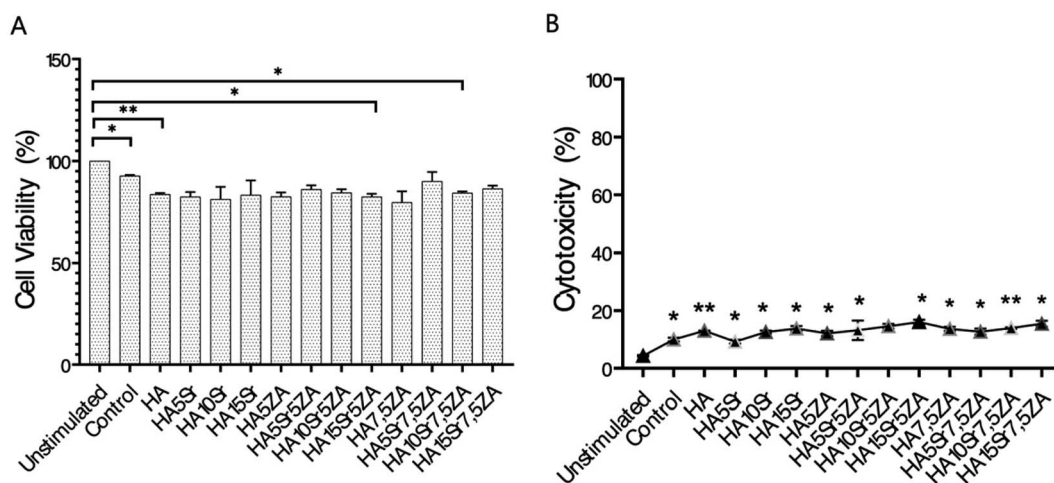 A
Cell Viability (%)
150
100
50
0
*
*
**
*
Unstimulated
Control
HA
HA5Sr
HA10Sr
HA15Sr
HA5ZA
HA5Sr5ZA
HA10Sr5ZA
HA15Sr5ZA
HA7,5ZA
HA5Sr7,5ZA
HA10Sr7,5ZA
HA15Sr7,5ZA
B
Cytotoxicity (%)
100
80
60
40
20
0
* ** * * * * * * * * ** *
Unstimulated
Control
HA
HA5Sr
HA10Sr
HA15Sr
HA5ZA
HA5Sr5ZA
HA10Sr5ZA
HA15Sr5ZA
HA7,5ZA
HA5Sr7,5ZA
HA10Sr7,5ZA
HA15Sr7,5ZA